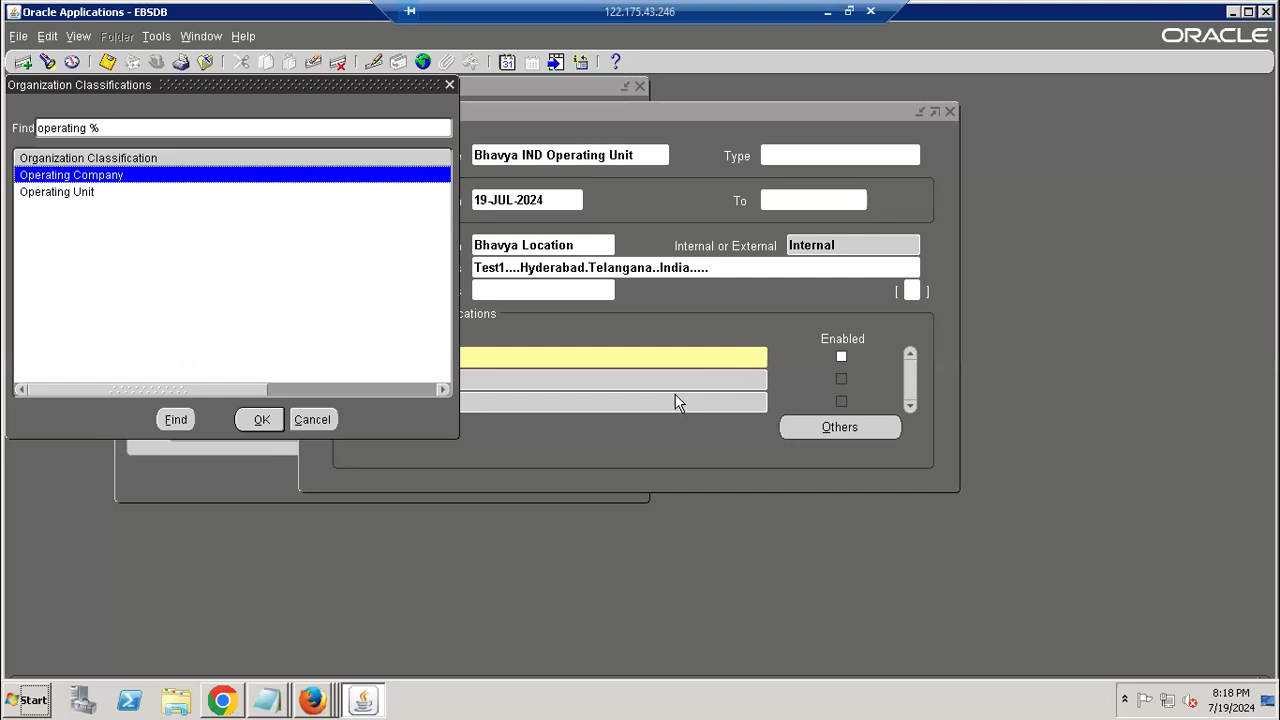 Oracle Applications - EBSDB
122.175.43.246
File Edit View Folder Tools Window Help
ORACLE
Organization Classifications
Find operating %
Organization Classification
Operating Company
Operating Unit
Find OK Cancel
Bhavya IND Operating Unit Type
19-JUL-2024 To
Bhavya Location Internal or External Internal
Test1....Hyderabad.Telangana..India.....
[ ]
cations
Enabled
Others
Start
8:18 PM
7/19/2024